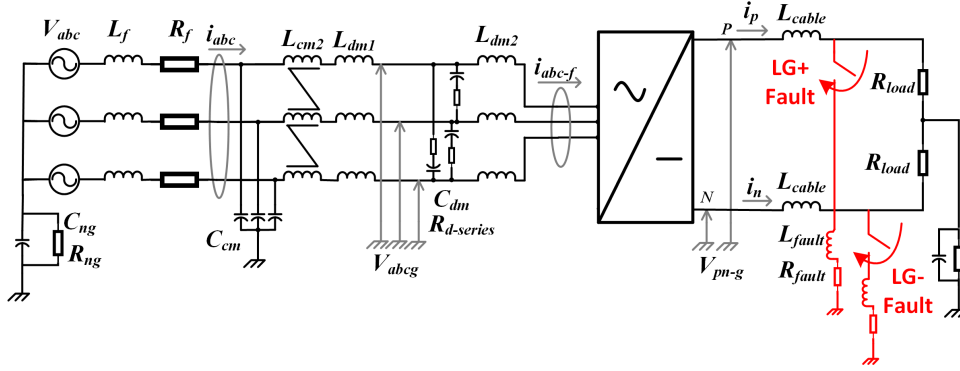 V_abc
L_f
R_f
i_abc
L_cm2
L_dm1
L_dm2
i_abc-f
P
i_p
L_cable
LG+
Fault
R_load
R_load
N
i_n
L_cable
C_ng
R_ng
C_cm
C_dm
R_d-series
V_abcg
V_pn-g
L_fault
R_fault
LG-
Fault